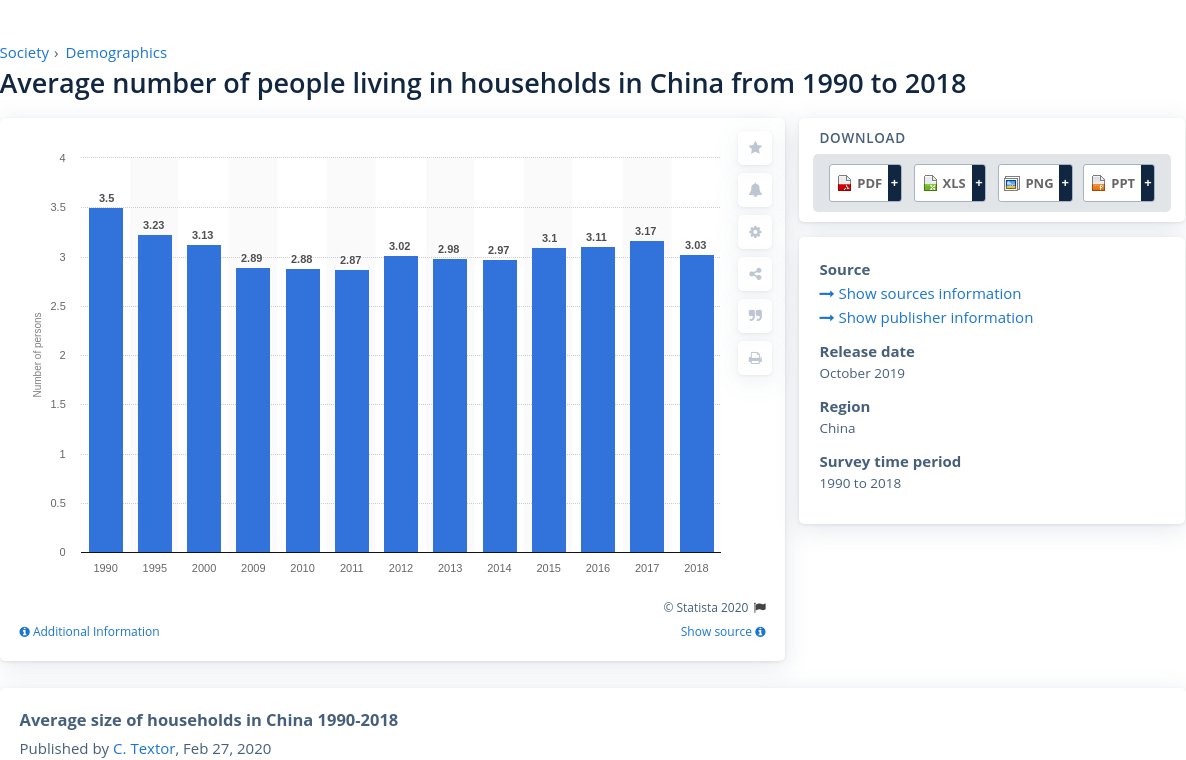 Society › Demographics
Average number of people living in households in China from 1990 to 2018
4
3.5
3
2.5
2
1.5
1
0.5
0
Number of persons
3.5
3.23
3.13
2.89
2.88
2.87
3.02
2.98
2.97
3.1
3.11
3.17
3.03
1990 1995 2000 2009 2010 2011 2012 2013 2014 2015 2016 2017 2018
© Statista 2020
Additional Information
Show source
DOWNLOAD
PDF + XLS + PNG + PPT +
Source
Show sources information
Show publisher information
Release date
October 2019
Region
China
Survey time period
1990 to 2018
Average size of households in China 1990-2018
Published by C. Textor, Feb 27, 2020